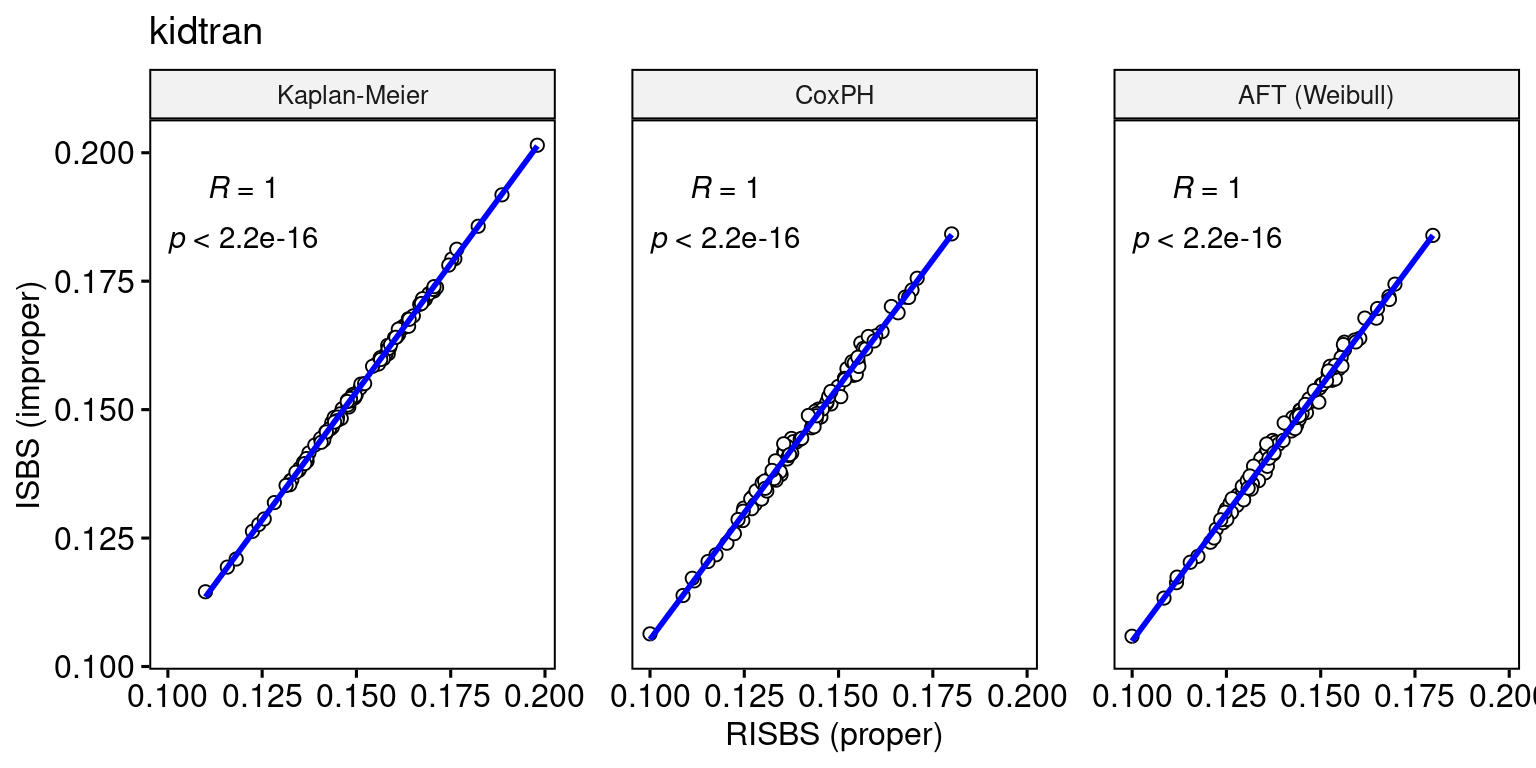 kidtran
Kaplan-Meier
CoxPH
AFT (Weibull)
R = 1
p < 2.2e-16
R = 1
p < 2.2e-16
R = 1
p < 2.2e-16
ISBS (improper)
0.200
0.175
0.150
0.125
0.100
0.100 0.125 0.150 0.175 0.200
0.100 0.125 0.150 0.175 0.200
0.100 0.125 0.150 0.175 0.200
RISBS (proper)